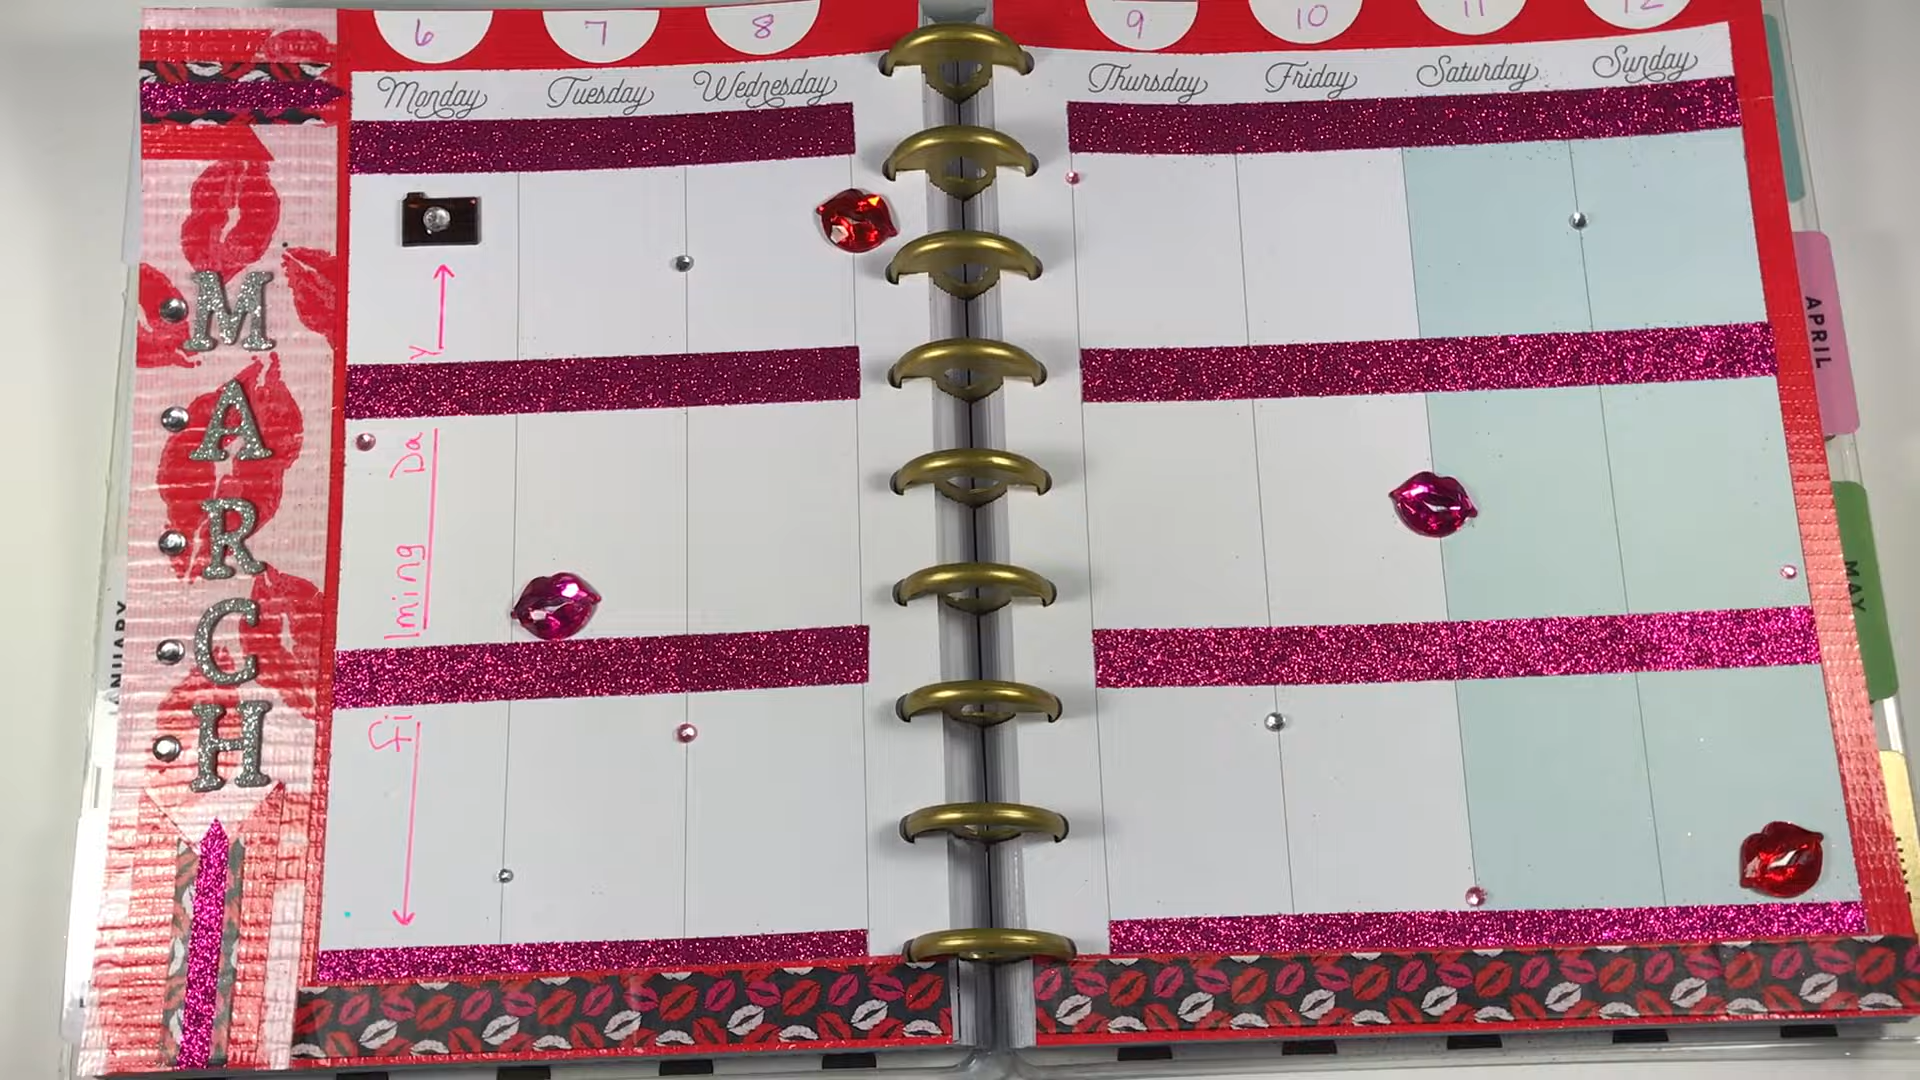 6 7 8 9 10 11 12
Monday Tuesday Wednesday Thursday Friday Saturday Sunday
MARCH
Filming Day
JANUARY
APRIL
MAY